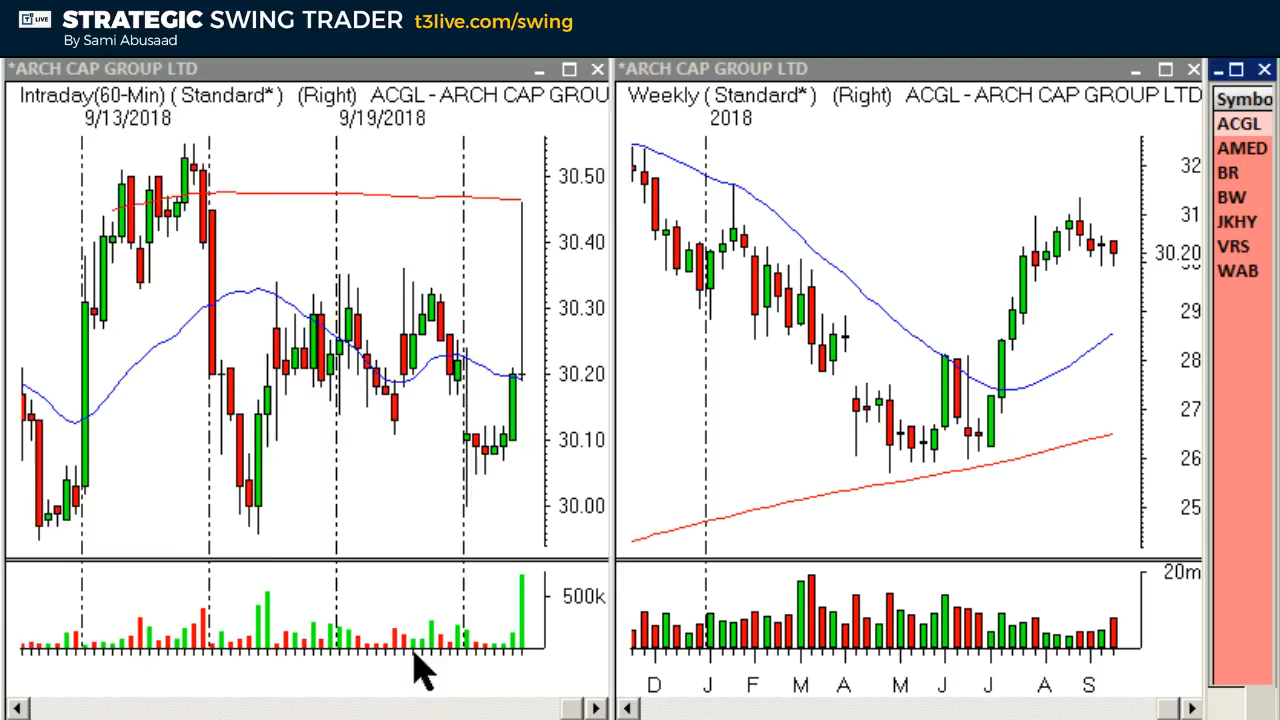 T3 LIVE STRATEGIC SWING TRADER t3live.com/swing
By Sami Abusaad
*ARCH CAP GROUP LTD
Intraday(60-Min) ( Standard* ) (Right) ACGL - ARCH CAP GROU
9/13/2018 9/19/2018
30.50
30.40
30.30
30.20
30.10
30.00
500k
*ARCH CAP GROUP LTD
Weekly ( Standard* ) (Right) ACGL - ARCH CAP GROUP LTD
2018
32
31
30.20
29
28
27
26
25
20m
D J F M A M J J A S
Symbo
ACGL
AMED
BR
BW
JKHY
VRS
WAB